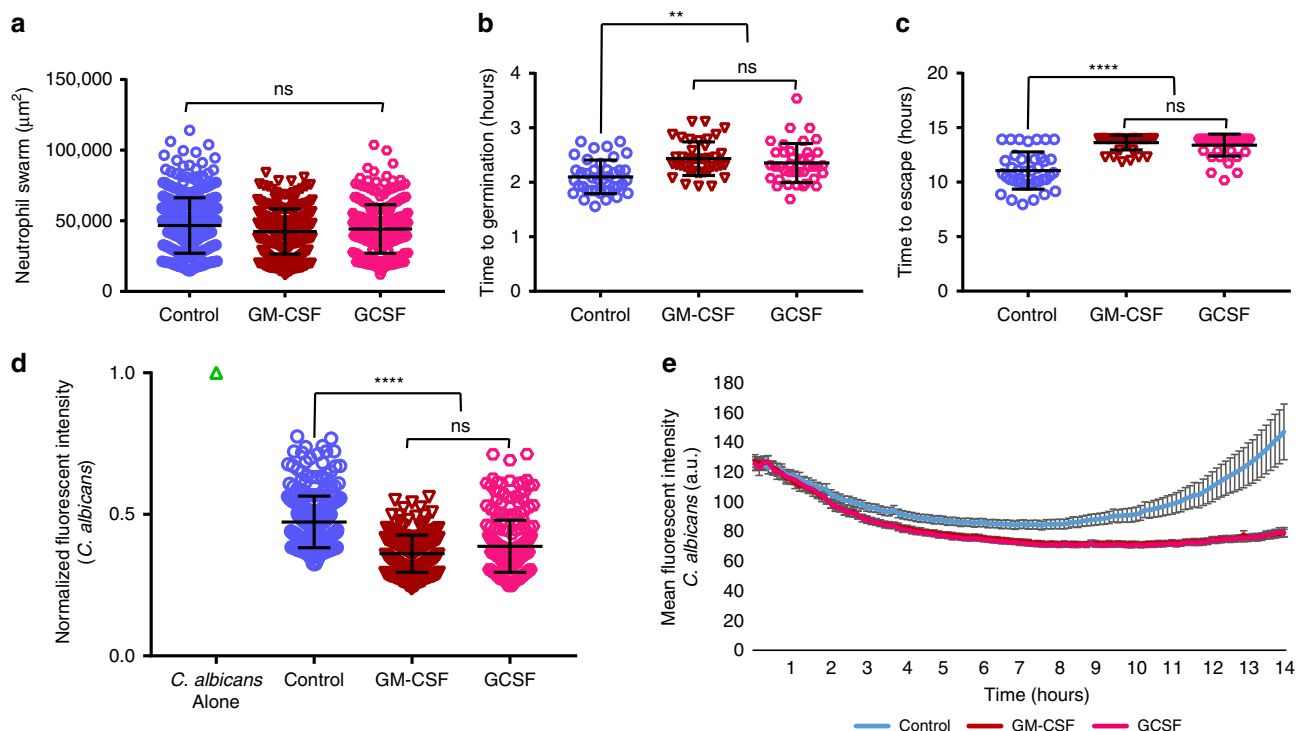 a
Neutrophil swarm (µm²)
150,000
100,000
50,000
0
ns
Control GM-CSF GCSF
b
Time to germination (hours)
4
3
2
1
0
**
ns
Control GM-CSF GCSF
c
Time to escape (hours)
20
15
10
5
0
****
ns
Control GM-CSF GCSF
d
Normalized fluorescent intensity
(C. albicans)
1.0
0.5
0.0
****
ns
C. albicans
Alone
Control GM-CSF GCSF
e
Mean fluorescent intensity
C. albicans (a.u.)
180
160
140
120
100
80
60
40
20
0
1 2 3 4 5 6 7 8 9 10 11 12 13 14
Time (hours)
Control GM-CSF GCSF